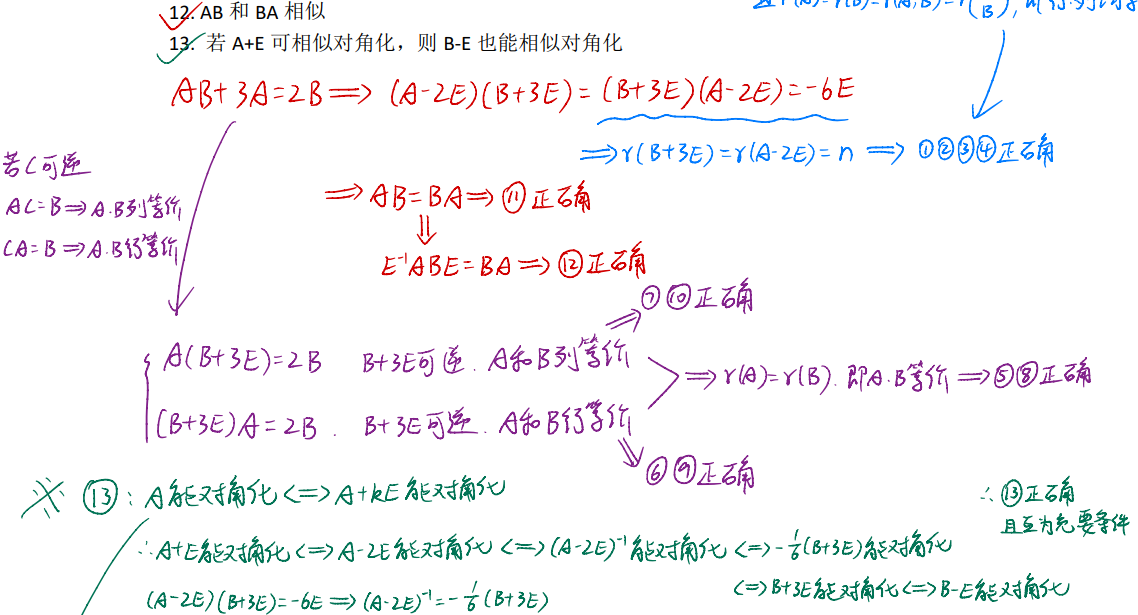 12. AB 和 BA 相似
13. 若 A+E 可相似对角化，则 B-E 也能相似对角化
AB+3A=2B⟹(A-2E)(B+3E)=(B+3E)(A-2E)=-6E
⟹r(B+3E)=r(A-2E)=n ⟹ ①②③④正确
若C可逆
AC=B⟹A.B列等价
CA=B⟹A.B行等价
⟹AB=BA⟹⑪正确
⇓
E⁻¹ABE=BA⟹⑫正确
⟹⑦⑩正确
A(B+3E)=2B B+3E可逆.A和B列等价
⟹r(A)=r(B).即A.B等价⟹⑤⑧正确
(B+3E)A=2B. B+3E可逆.A和B行等价
⟹⑥⑨正确
※ ⑬:A能对角化<=>A+kE能对角化
∴⑬正确
且互为充要条件
∴A+E能对角化<=>A-2E能对角化<=>(A-2E)⁻¹能对角化<=>-1/6(B+3E)能对角化
<=>B+3E能对角化<=>B-E能对角化
(A-2E)(B+3E)=-6E⟹(A-2E)⁻¹=-1/6(B+3E)